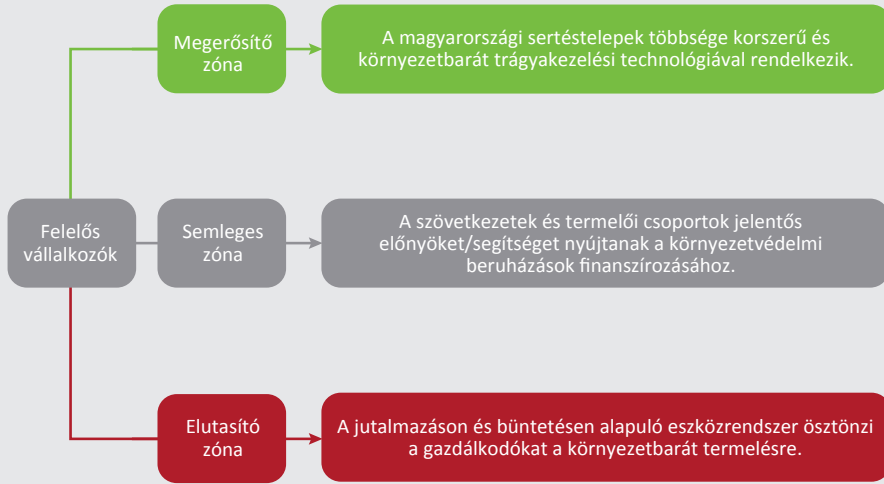 Megerősítő
zóna
A magyarországi sertéstelepek többsége korszerű és
környezetbarát trágyakezelési technológiával rendelkezik.
Felelős
vállalkozók
Semleges
zóna
A szövetkezetek és termelői csoportok jelentős
előnyöket/segítséget nyújtanak a környezetvédelmi
beruházások finanszírozásához.
Elutasító
zóna
A jutalmazáson és büntetésen alapuló eszközrendszer ösztönzi
a gazdálkodókat a környezetbarát termelésre.